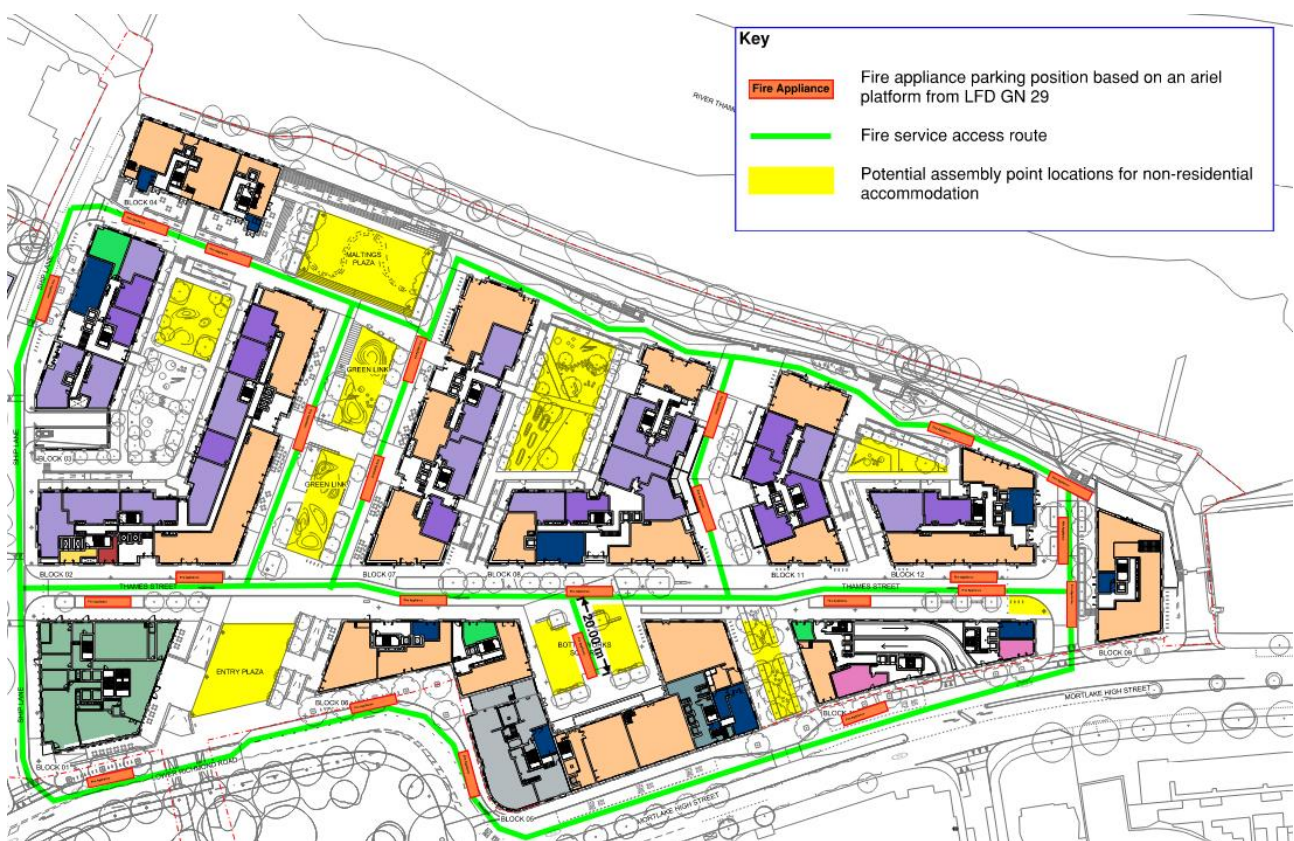 Key
Fire Appliance
Fire appliance parking position based on an ariel
platform from LFD GN 29
Fire service access route
Potential assembly point locations for non-residential
accommodation
RIVER THAM
BLOCK 04
MALTINGS
PLAZA
SHIP LANE
GREEN LINK
SHIP LANE
BLOCK 03
GREEN LINK
BLOCK 02
BLOCK 07
BLOCK 08
BLOCK 11
BLOCK 12
THAMES STREET
THAMES STREET
20.00m
ENTRY PLAZA
SHIP LANE
BLOCK 06
BLOCK 09
MORTLAKE HIGH STREET
BLOCK 01
LOWER RICHMOND ROAD
MORTLAKE HIGH STREET
BLOCK 05